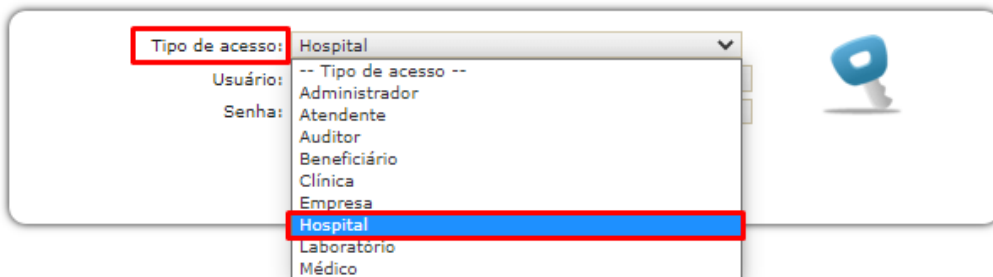 Tipo de acesso: Hospital
-- Tipo de acesso --
Usuário:
Administrador
Senha:
Atendente
Auditor
Beneficiário
Clínica
Empresa
Hospital
Laboratório
Médico